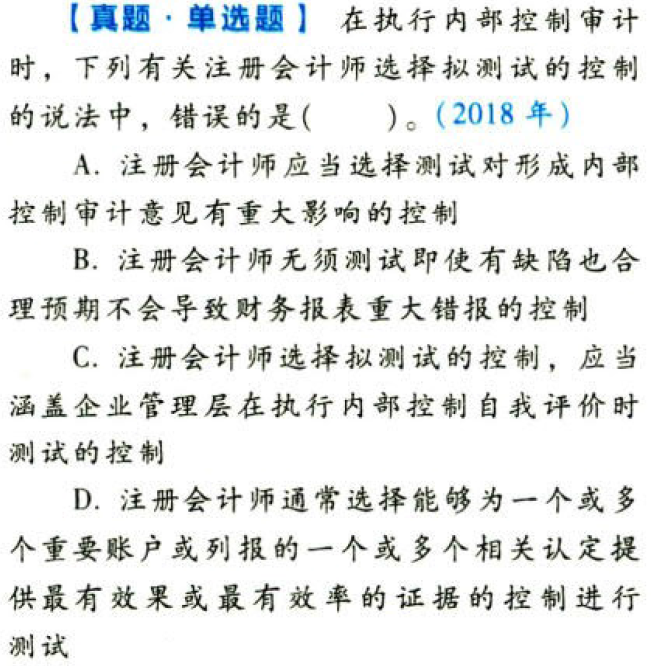 【真题·单选题】 在执行内部控制审计
时，下列有关注册会计师选择拟测试的控制
的说法中，错误的是(  )。(2018 年)
A. 注册会计师应当选择测试对形成内部
控制审计意见有重大影响的控制
B. 注册会计师无须测试即使有缺陷也合
理预期不会导致财务报表重大错报的控制
C. 注册会计师选择拟测试的控制，应当
涵盖企业管理层在执行内部控制自我评价时
测试的控制
D. 注册会计师通常选择能够为一个或多
个重要账户或列报的一个或多个相关认定提
供最有效果或最有效率的证据的控制进行
测试